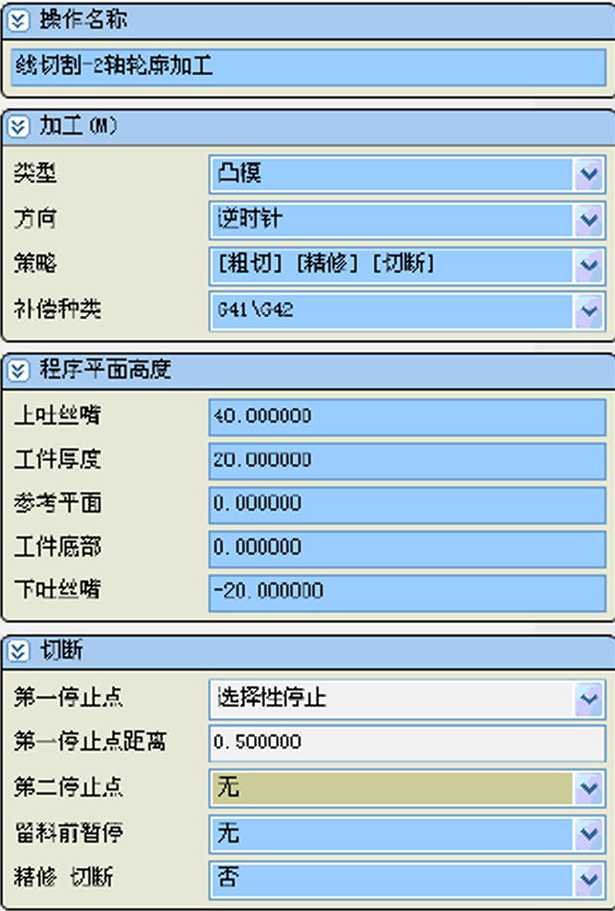 操作名称
线切割-2轴轮廓加工
加工(M)
类型 凸模
方向 逆时针
策略 [粗切] [精修] [切断]
补偿种类 G41\G42
程序平面高度
上吐丝嘴 40.000000
工件厚度 20.000000
参考平面 0.000000
工件底部 0.000000
下吐丝嘴 -20.000000
切断
第一停止点 选择性停止
第一停止点距离 0.500000
第二停止点 无
留料前暂停 无
精修 切断 否